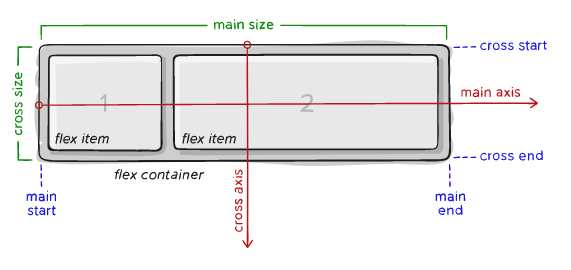 main size
cross start
cross size
1
2
main axis
flex item
flex item
cross end
flex container
cross axis
main
start
main
end